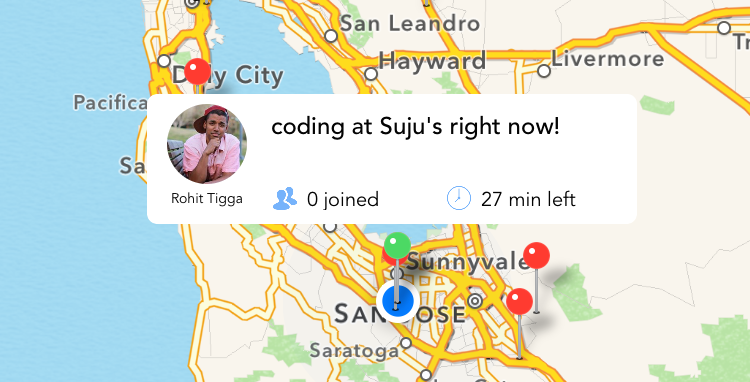 San Leandro
Daly City
Hayward
Livermore
Pacifica
coding at Suju's right now!
Rohit Tigga
0 joined
27 min left
Sunnyvale
SAN JOSE
Saratoga